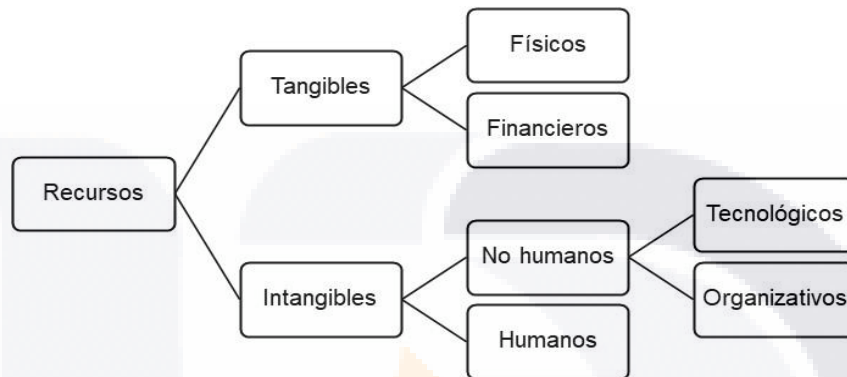 Recursos
Tangibles
Físicos
Financieros
Intangibles
No humanos
Tecnológicos
Organizativos
Humanos